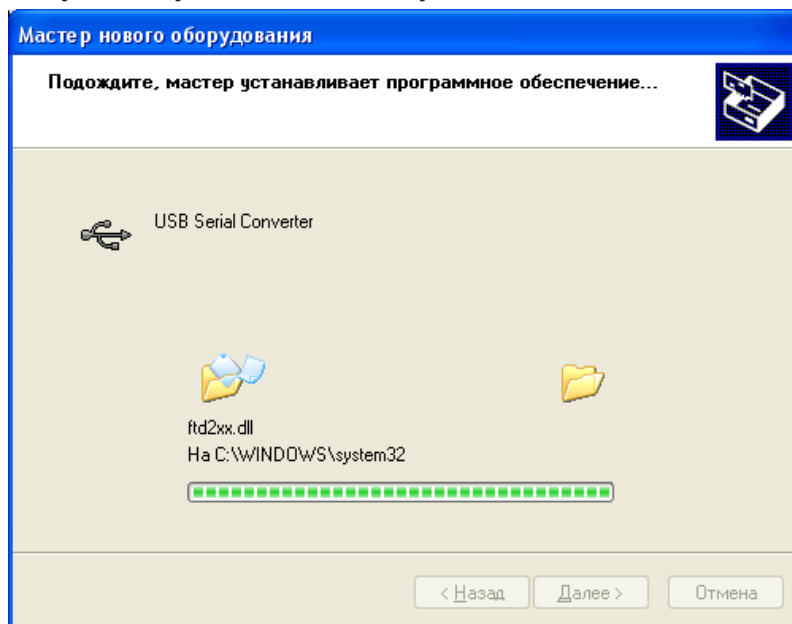 Мастер нового оборудования
Подождите, мастер устанавливает программное обеспечение...
USB Serial Converter
ftd2xx.dll
На C:\WINDOWS\system32
< Назад
Далее >
Отмена